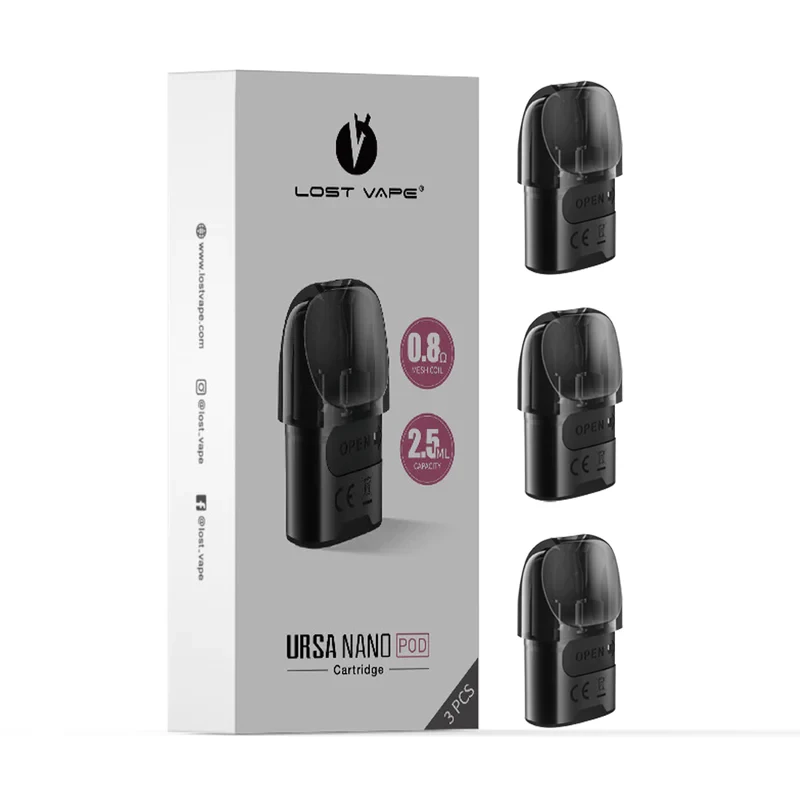 LOST VAPE®
www.lostvape.com
@lost_vape
@lost_vape
0.8Ω
MESH COIL
2.5ML
CAPACITY
OPEN
CE
URSA NANO POD
Cartridge
3 PCS
OPEN
CE
OPEN
CE
OPEN
CE